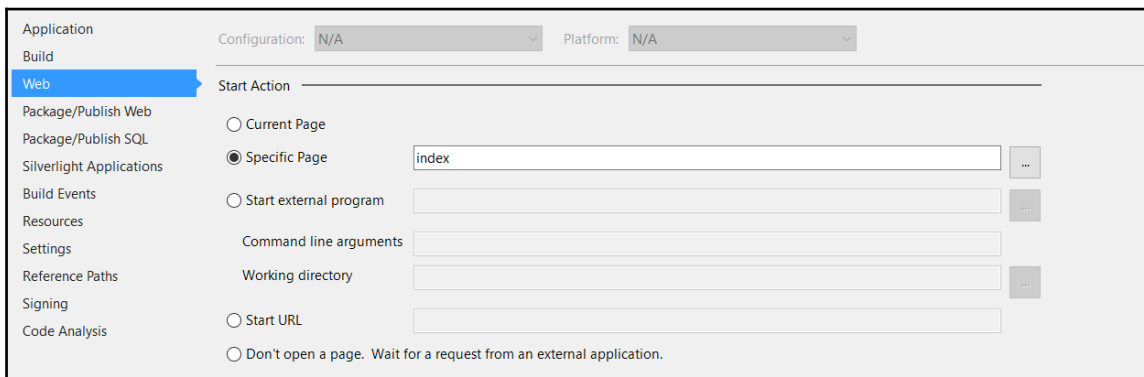 Application
Build
Web
Package/Publish Web
Package/Publish SQL
Silverlight Applications
Build Events
Resources
Settings
Reference Paths
Signing
Code Analysis
Configuration: N/A Platform: N/A
Start Action
Current Page
Specific Page index ...
Start external program ...
Command line arguments
Working directory ...
Start URL
Don't open a page. Wait for a request from an external application.